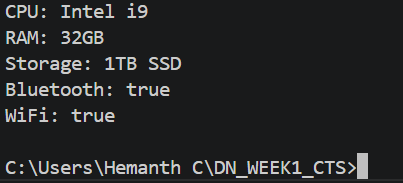 CPU: Intel i9
RAM: 32GB
Storage: 1TB SSD
Bluetooth: true
WiFi: true
C:\Users\Hemanth C\DN_WEEK1_CTS>